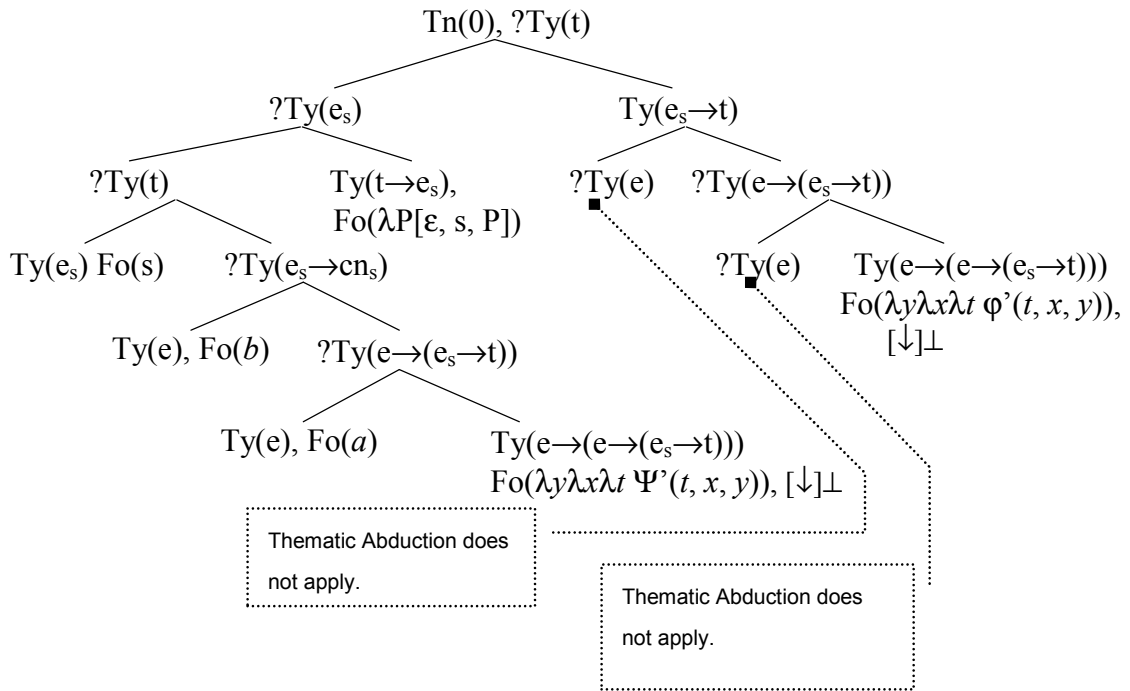 Tn(0), ?Ty(t)
?Ty(eₛ) Ty(eₛ→t)
?Ty(t) Ty(t→eₛ), ?Ty(e) ?Ty(e→(eₛ→t))
Fo(λP[ε, s, P])
Ty(eₛ) Fo(s) ?Ty(eₛ→cnₛ) ?Ty(e) Ty(e→(e→(eₛ→t)))
Fo(λyλxλt φ’(t, x, y)),
[↓]⊥
Ty(e), Fo(b) ?Ty(e→(eₛ→t))
Ty(e), Fo(a) Ty(e→(e→(eₛ→t)))
Fo(λyλxλt Ψ’(t, x, y)), [↓]⊥
Thematic Abduction does
not apply.
Thematic Abduction does
not apply.